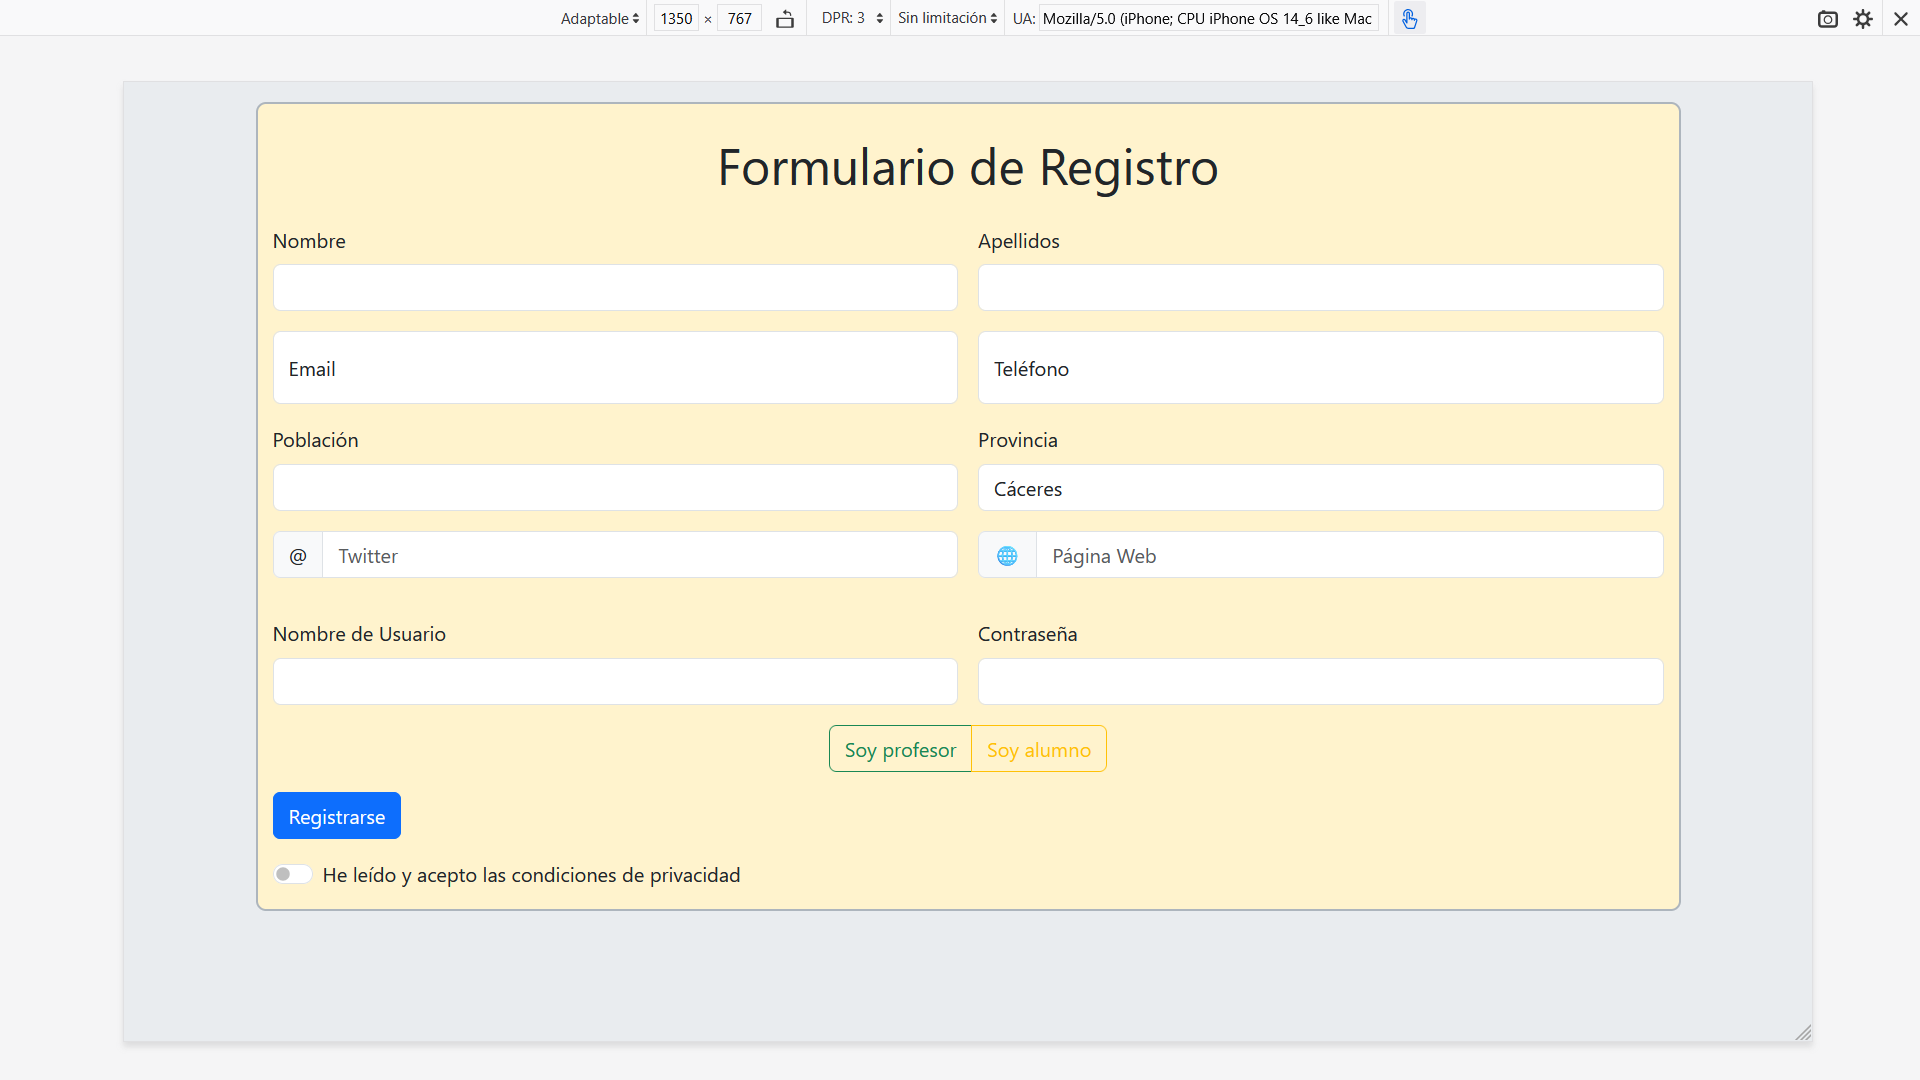 Adaptable 1350 × 767 DPR: 3 Sin limitación UA: Mozilla/5.0 (iPhone; CPU iPhone OS 14_6 like Mac
Formulario de Registro
Nombre Apellidos
Email Teléfono
Población Provincia
Cáceres
@ Twitter Página Web
Nombre de Usuario Contraseña
Soy profesor Soy alumno
Registrarse
He leído y acepto las condiciones de privacidad